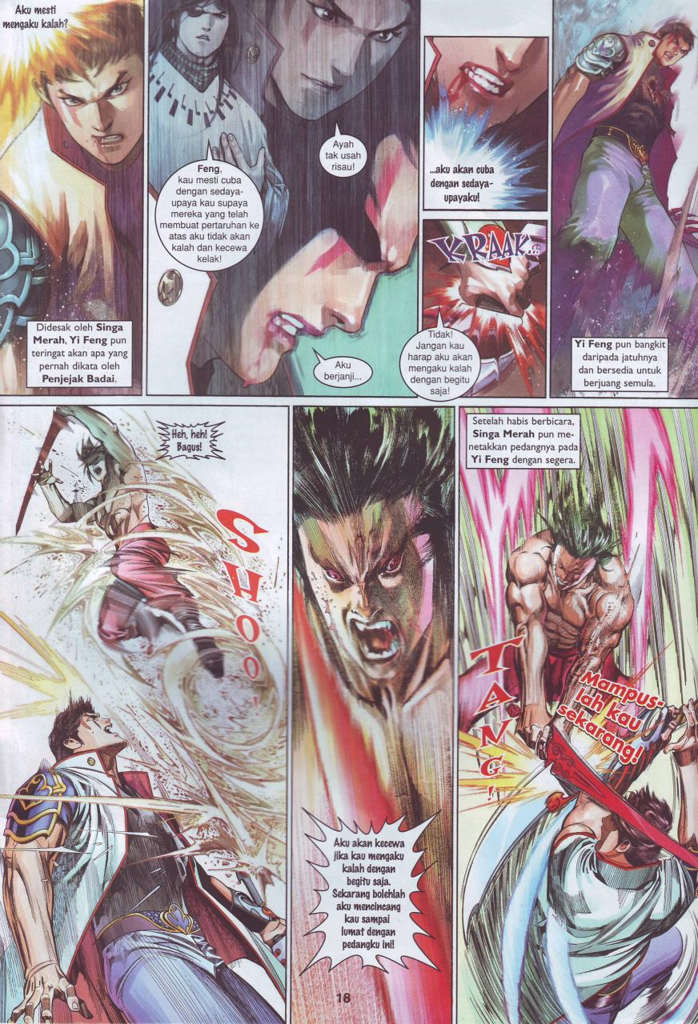 Aku mesti
mengaku kalah?
Didesak oleh Singa
Merah, Yi Feng pun
teringat akan apa yang
pernah dikata oleh
Penjejak Badai.
Feng,
kau mesti cuba
dengan sedaya-
upaya kau supaya
mereka yang telah
membuat pertaruhan ke
atas aku tidak akan
kalah dan kecewa
kelak!
Ayah
tak usah
risau!
Aku
berjanji...
...aku akan cuba
dengan sedaya-
upayaku!
KRAAK...
Tidak!
Jangan kau
harap aku akan
mengaku kalah
dengan begitu
saja!
Yi Feng pun bangkit
daripada jatuhnya
dan bersedia untuk
berjuang semula.
Heh, heh!
Bagus!
SHOO!
Aku akan kecewa
jika kau mengaku
kalah dengan
begitu saja.
Sekarang bolehlah
aku mencincang
kau sampai
lumat dengan
pedangku ini!
Setelah habis berbicara,
Singa Merah pun me-
netakkan pedangnya pada
Yi Feng dengan segera.
TANG!
Mampus-
lah kau
sekarang!
18